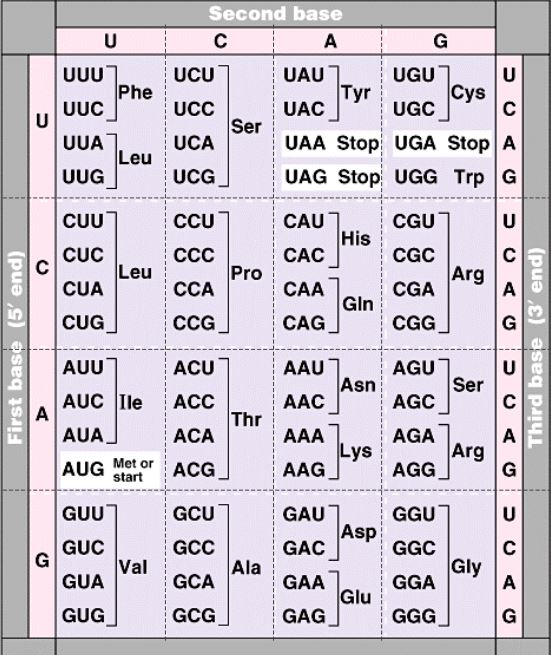 Second base
U C A G
First base (5′ end)
Third base (3′ end)
U
UUU UCU UAU UGU U
Phe Tyr Cys
UUC UCC UAC UGC C
Ser
UUA UCA UAA Stop UGA Stop A
Leu
UUG UCG UAG Stop UGG Trp G
C
CUU CCU CAU CGU U
His
CUC CCC CAC CGC C
Leu Pro Arg
CUA CCA CAA CGA A
Gln
CUG CCG CAG CGG G
A
AUU ACU AAU AGU U
Asn Ser
AUC ACC AAC AGC C
Ile
Thr
AUA ACA AAA AGA A
Lys Arg
AUG Met or start ACG AAG AGG G
G
GUU GCU GAU GGU U
Asp
GUC GCC GAC GGC C
Val Ala Gly
GUA GCA GAA GGA A
Glu
GUG GCG GAG GGG G